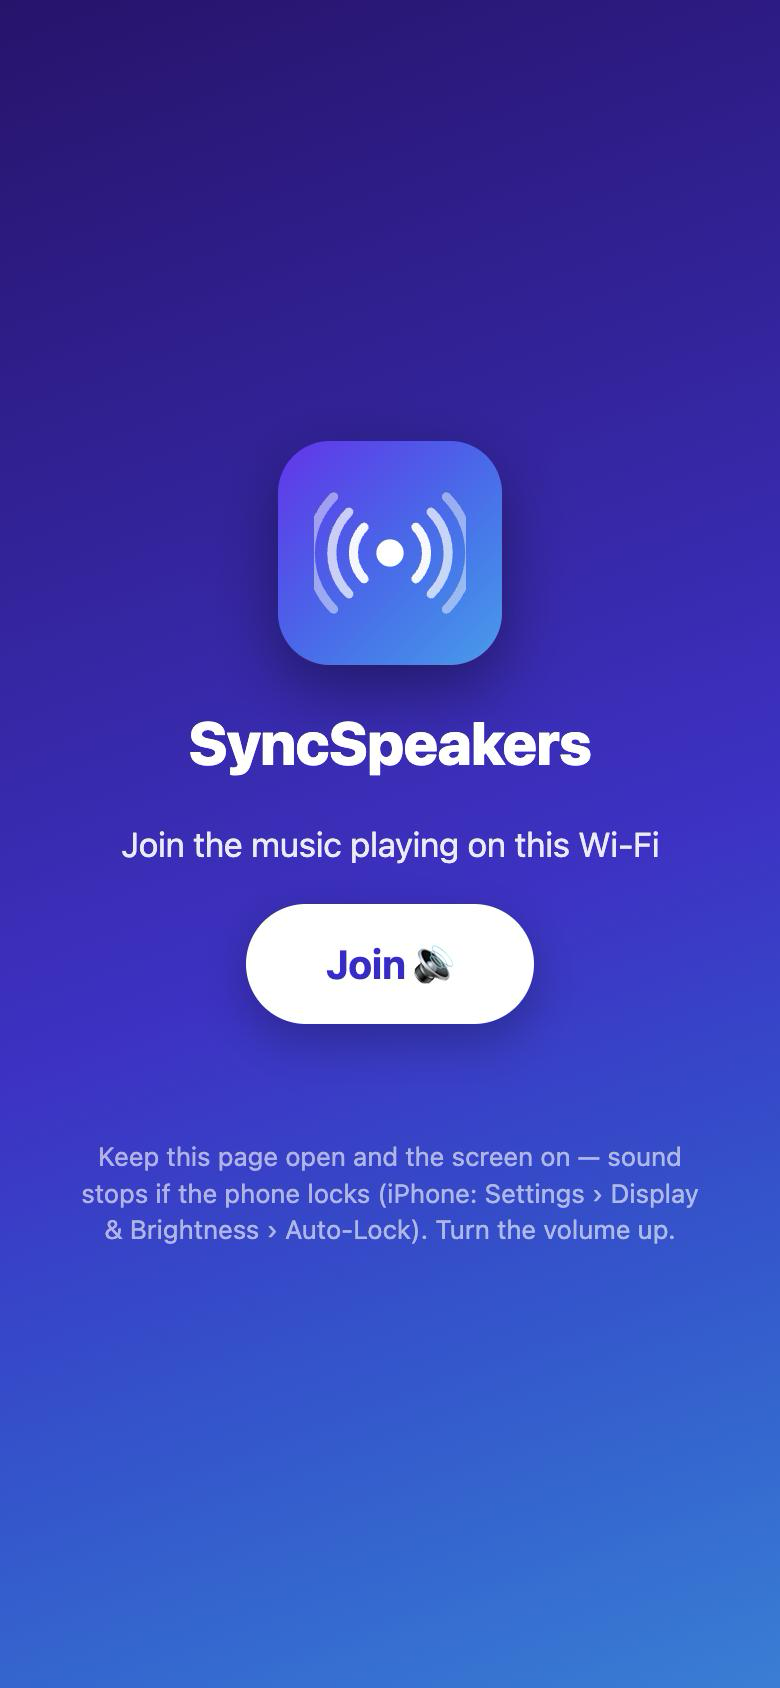 SyncSpeakers
Join the music playing on this Wi-Fi
Join 🔊
Keep this page open and the screen on — sound
stops if the phone locks (iPhone: Settings › Display
& Brightness › Auto-Lock). Turn the volume up.